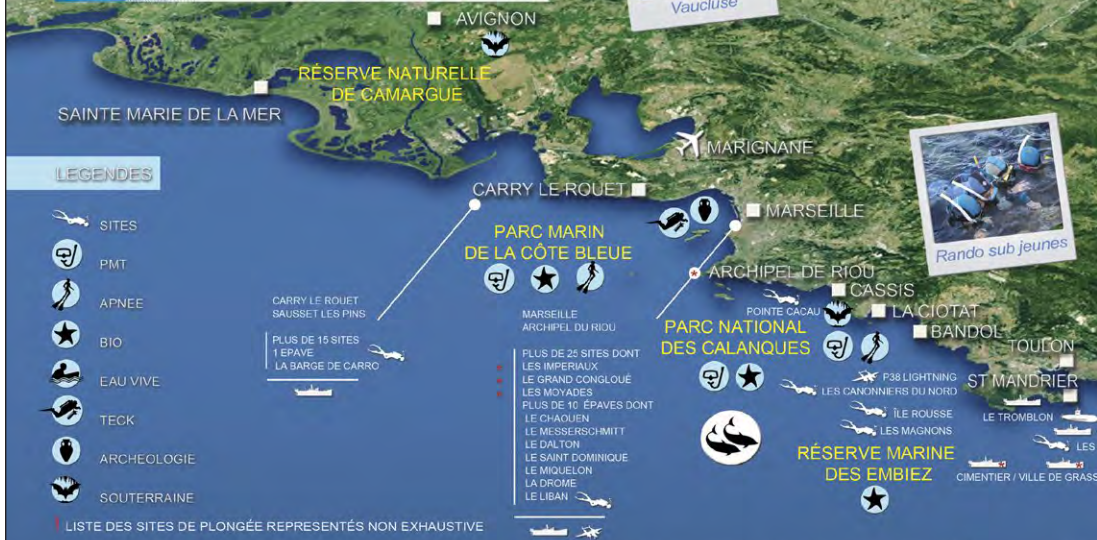 Vaucluse
AVIGNON
RÉSERVE NATURELLE
DE CAMARGUE
SAINTE MARIE DE LA MER
MARIGNANE
LEGENDES
CARRY LE ROUET
MARSEILLE
SITES
PMT
APNEE
BIO
EAU VIVE
TECK
ARCHEOLOGIE
SOUTERRAINE
! LISTE DES SITES DE PLONGÉE REPRESENTÉS NON EXHAUSTIVE
PARC MARIN
DE LA CÔTE BLEUE
Rando sub jeunes
ARCHIPEL DE RIOU
CASSIS
POINTE CACAU
LA CIOTAT
BANDOL
TOULON
ST MANDRIER
CARRY LE ROUET
SAUSSET LES PINS
PLUS DE 15 SITES
1 EPAVE
LA BARGE DE CARRO
MARSEILLE
ARCHIPEL DU RIOU
PLUS DE 25 SITES DONT
LES IMPERIAUX
LE GRAND CONGLOUÉ
LES MOYADES
PLUS DE 10 ÉPAVES DONT
LE CHAOUEN
LE MESSERSCHMITT
LE DALTON
LE SAINT DOMINIQUE
LE MIQUELON
LA DROME
LE LIBAN
PARC NATIONAL
DES CALANQUES
P38 LIGHTNING
LES CANONNIERS DU NORD
ÎLE ROUSSE
LES MAGNONS
LE TROMBLON
LES
RÉSERVE MARINE
DES EMBIEZ
CIMENTIER / VILLE DE GRASS